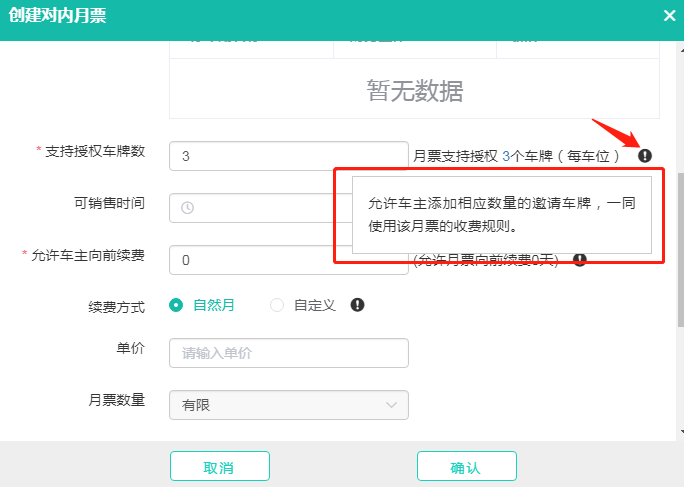 创建对内月票
暂无数据
* 支持授权车牌数
3
月票支持授权 3个车牌（每车位）
可销售时间
允许车主添加相应数量的邀请车牌，一同
使用该月票的收费规则。
* 允许车主向前续费
0
(允许月票向前续费0天)
续费方式
自然月
自定义
单价
请输入单价
月票数量
有限
取消
确认